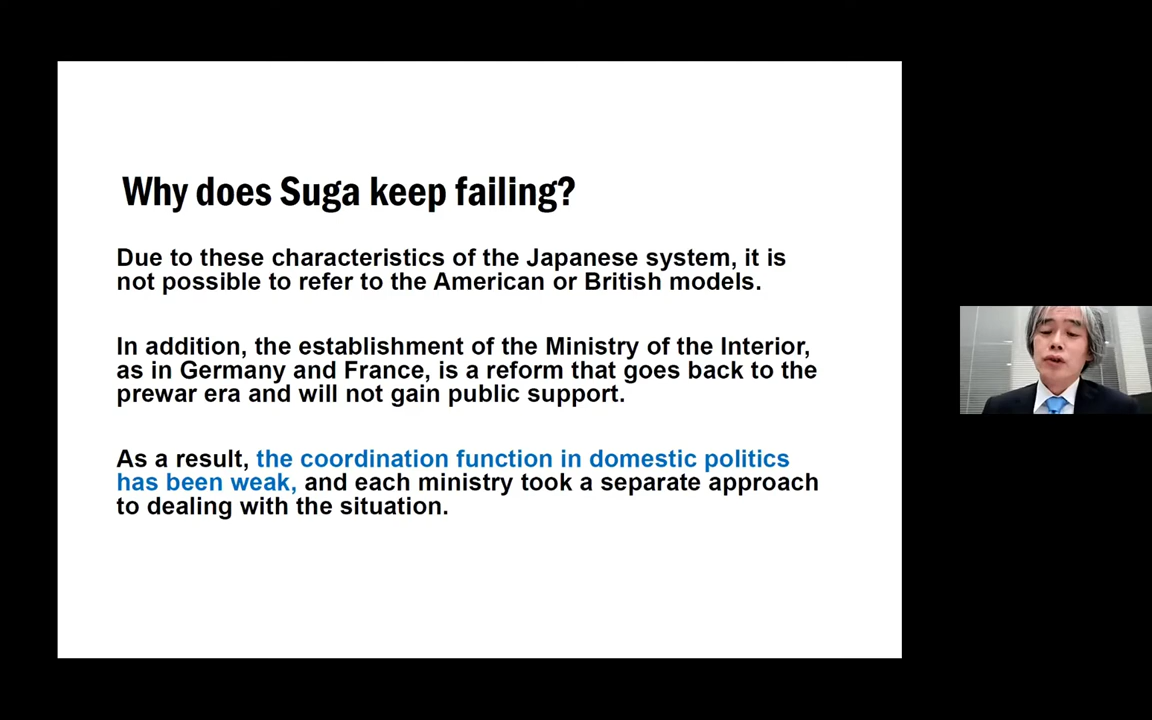 Why does Suga keep failing?
Due to these characteristics of the Japanese system, it is
not possible to refer to the American or British models.
In addition, the establishment of the Ministry of the Interior,
as in Germany and France, is a reform that goes back to the
prewar era and will not gain public support.
As a result, the coordination function in domestic politics
has been weak, and each ministry took a separate approach
to dealing with the situation.